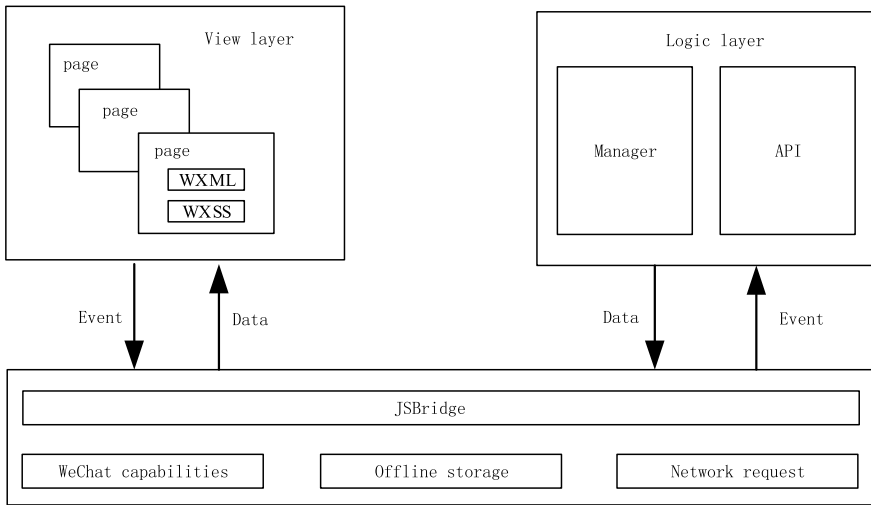 View layer
page
page
page
WXML
WXSS
Logic layer
Manager
API
Event
Data
Data
Event
JSBridge
WeChat capabilities
Offline storage
Network request